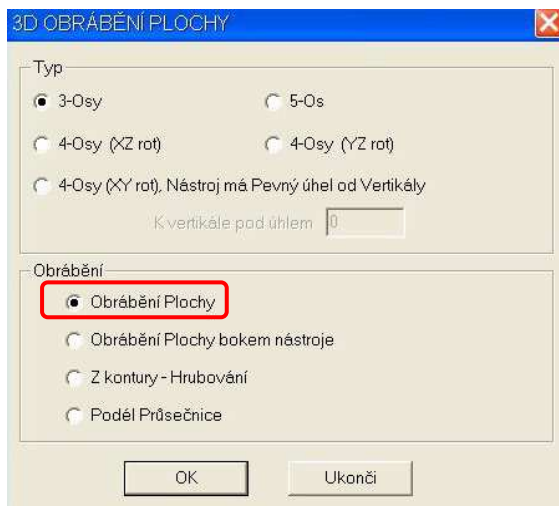 3D OBRÁBĚNÍ PLOCHY
Typ
3-Osy 5-Os
4-Osy (XZ rot) 4-Osy (YZ rot)
4-Osy (XY rot), Nástroj má Pevný úhel od Vertikály
K vertikále pod úhlem 0
Obrábění
Obrábění Plochy
Obrábění Plochy bokem nástroje
Z kontury - Hrubování
Podél Průsečnice
OK Ukonči